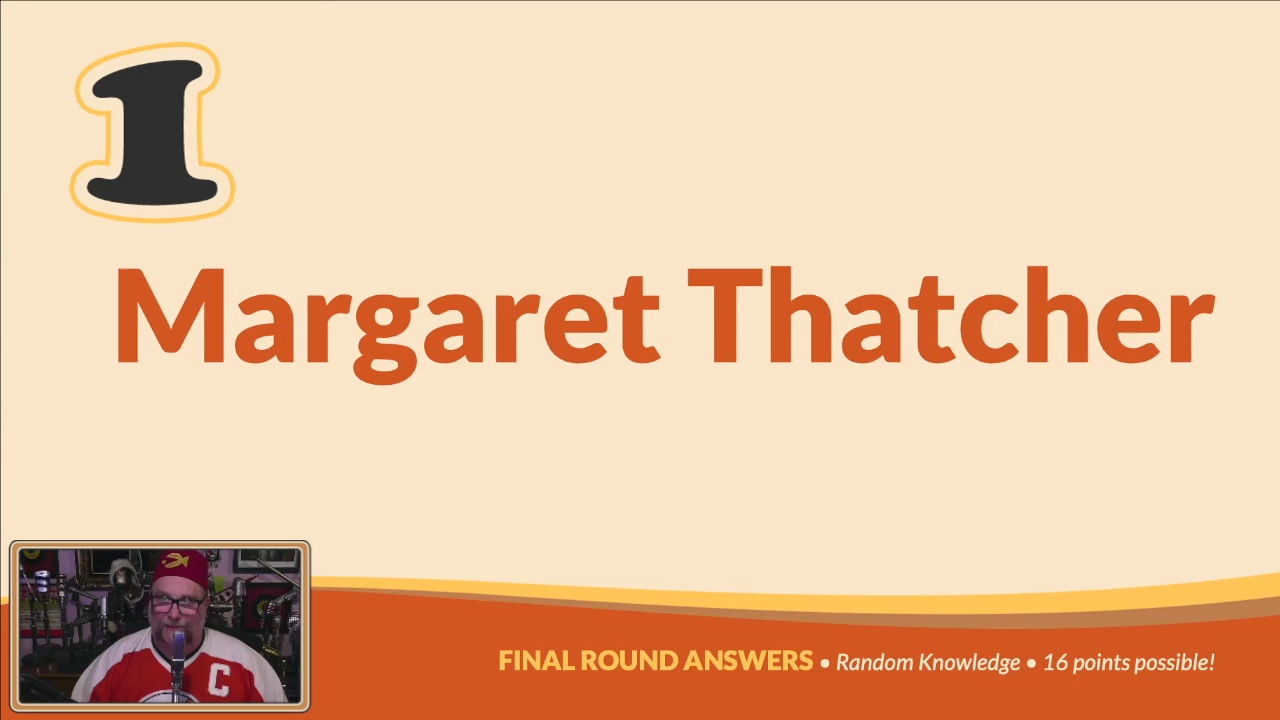 1
Margaret Thatcher
FINAL ROUND ANSWERS • Random Knowledge • 16 points possible!
C